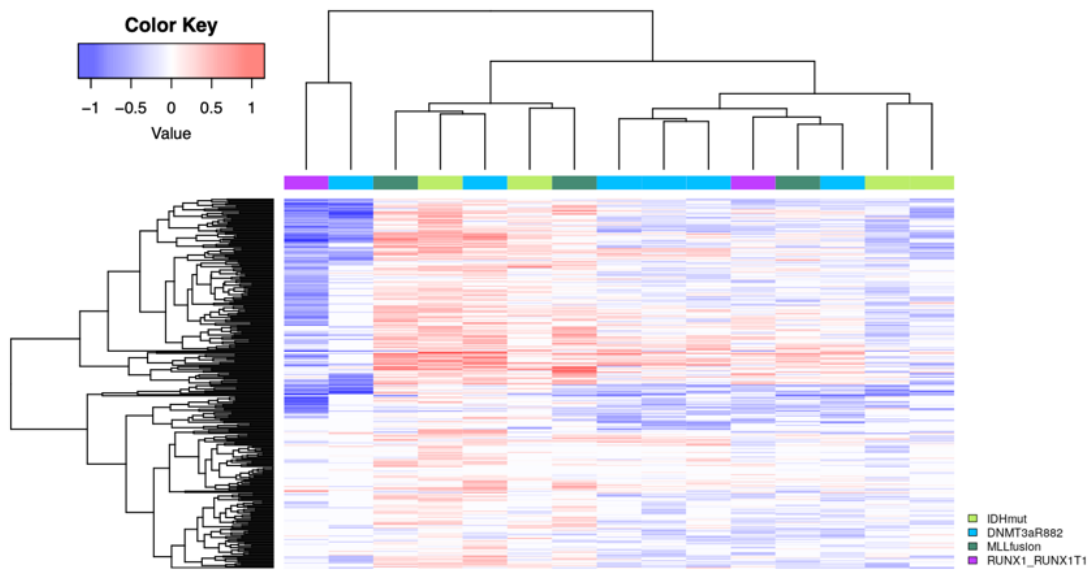 Color Key
−1 −0.5 0 0.5 1
Value
IDHmut
DNMT3aR882
MLLfusion
RUNX1_RUNX1T1